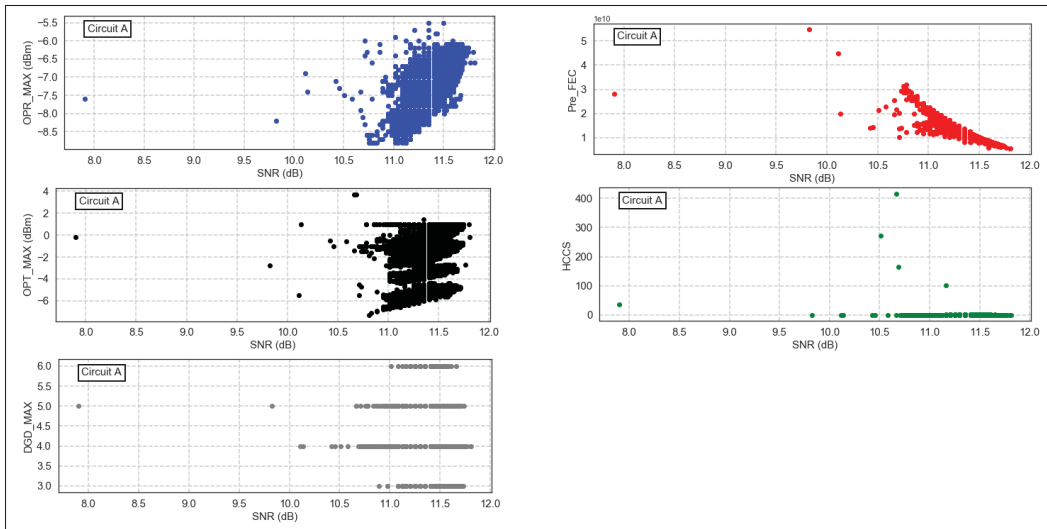 Circuit A
OPR_MAX (dBm)
−5.5
−6.0
−6.5
−7.0
−7.5
−8.0
−8.5
8.0 8.5 9.0 9.5 10.0 10.5 11.0 11.5 12.0
SNR (dB)
1e10
Circuit A
Pre_FEC
5
4
3
2
1
8.0 8.5 9.0 9.5 10.0 10.5 11.0 11.5 12.0
SNR (dB)
Circuit A
OPT_MAX (dBm)
4
2
0
−2
−4
−6
8.0 8.5 9.0 9.5 10.0 10.5 11.0 11.5 12.0
SNR (dB)
Circuit A
HCCS
400
300
200
100
0
8.0 8.5 9.0 9.5 10.0 10.5 11.0 11.5 12.0
SNR (dB)
Circuit A
DGD_MAX
6.0
5.5
5.0
4.5
4.0
3.5
3.0
8.0 8.5 9.0 9.5 10.0 10.5 11.0 11.5 12.0
SNR (dB)